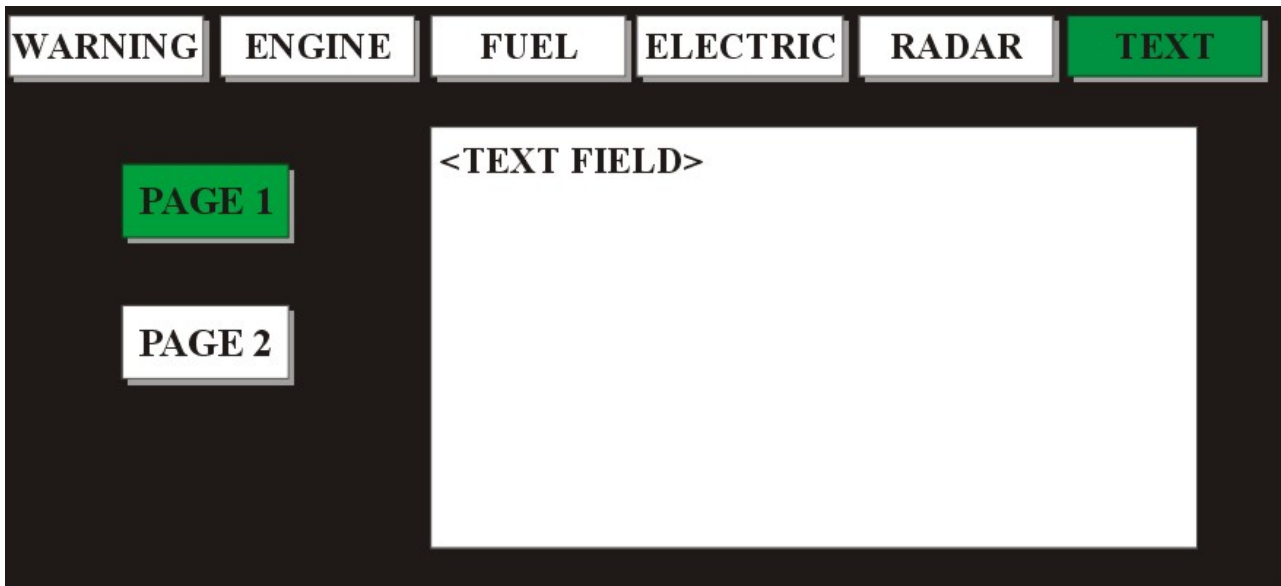 WARNING ENGINE FUEL ELECTRIC RADAR TEXT
<TEXT FIELD>
PAGE 1
PAGE 2